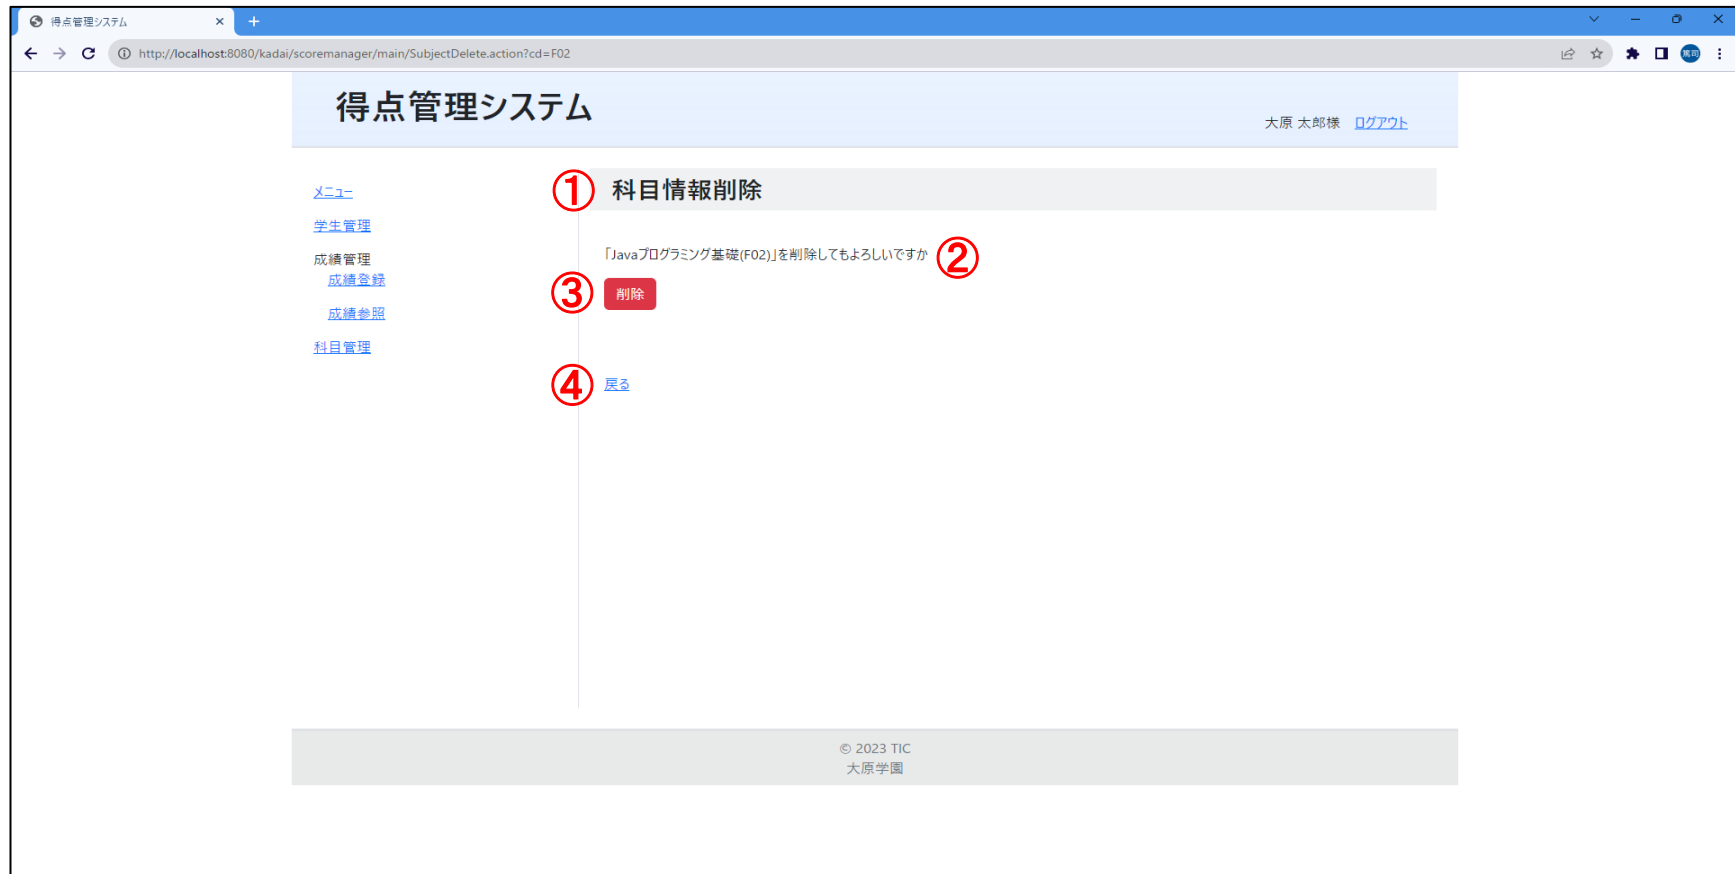 得点管理システム
http://localhost:8080/kadai/scoremanager/main/SubjectDelete.action?cd=F02
篤司
得点管理システム
大原 太郎様 ログアウト
メニュー
学生管理
成績管理
成績登録
成績参照
科目管理
① 科目情報削除
「Javaプログラミング基礎(F02)」を削除してもよろしいですか ②
③ 削除
④ 戻る
© 2023 TIC
大原学園